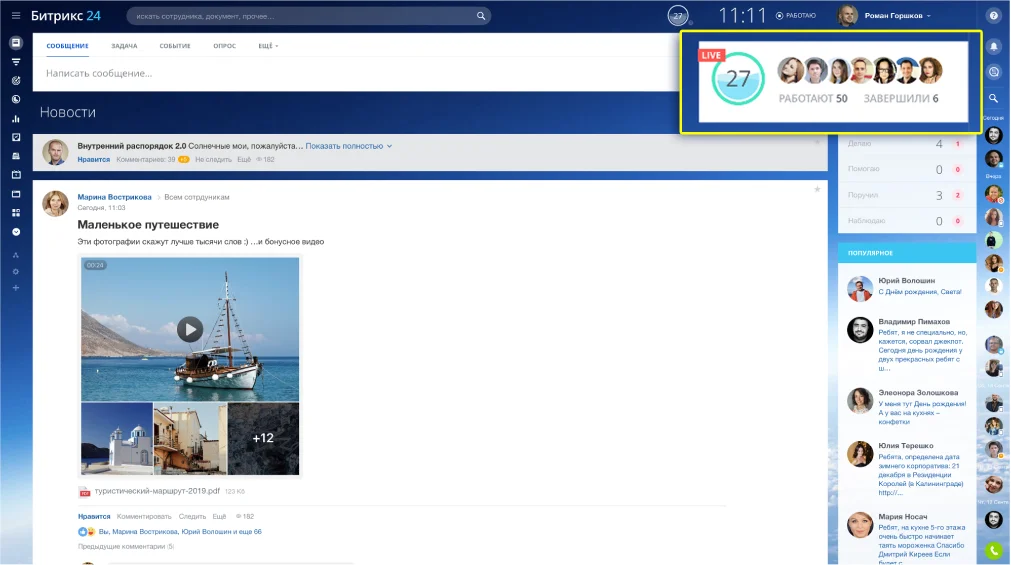 Битрикс 24
искать сотрудника, документ, прочее...
27
11:11
РАБОТАЮ
Роман Горшков
СООБЩЕНИЕ
ЗАДАЧА
СОБЫТИЕ
ОПРОС
ЕЩЁ
Написать сообщение...
LIVE
27
РАБОТАЮТ 50
ЗАВЕРШИЛИ 6
Сегодня
Новости
Внутренний распорядок 2.0 Солнечные мои, пожалуйста... Показать полностью
Нравится Комментариев: 39 Не следить Ещё 182
Делаю 4 1
Помогаю 0 0
Поручил 3 2
Наблюдаю 0 0
Вчера
Марина Вострикова Всем сотрдуникам
Сегодня, 11:03
Маленькое путешествие
Эти фотографии скажут лучше тысячи слов :) ...и бонусное видео
00:24
+12
PDF
туристический-маршрут-2019.pdf 123 Кб
Нравится Комментировать Следить Ещё 182
Вы, Марина Вострикова, Юрий Волошин и еще 66
Предыдущие комментарии (5)
ПОПУЛЯРНОЕ
Юрий Волошин
С Днём рождения, Света!
Владимир Пимахов
Ребят, я не специально, но,
кажется, сорвал джекпот.
Сегодня день рождения у
двух прекрасных ребят с
ш...
Элеонора Золошкова
У меня тут День рождения!
А у вас на кухнях –
конфетки
Юлия Терешко
Ребята, определена дата
зимнего корпоратива: 21
декабря в Резиденции
Королей (в Калининграде)
http://...
Мария Носач
Ребят, на кухне 5-го этажа
очень быстро начинает
таять мороженка Спасибо
Дмитрий Киреев Если
будет с